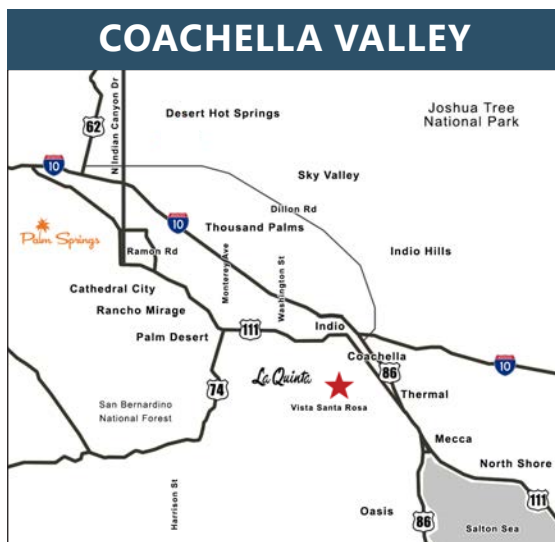 COACHELLA VALLEY
N Indian Canyon Dr
62
Desert Hot Springs
Joshua Tree
National Park
10
Sky Valley
Dillon Rd
10
Thousand Palms
Palm Springs
Ramon Rd
Monterey Ave
Washington St
Indio Hills
Cathedral City
Rancho Mirage
Palm Desert
111
Indio
Coachella
86
10
La Quinta
74
Vista Santa Rosa
Thermal
San Bernardino
National Forest
Mecca
North Shore
Harrison St
Oasis
86
111
Salton Sea